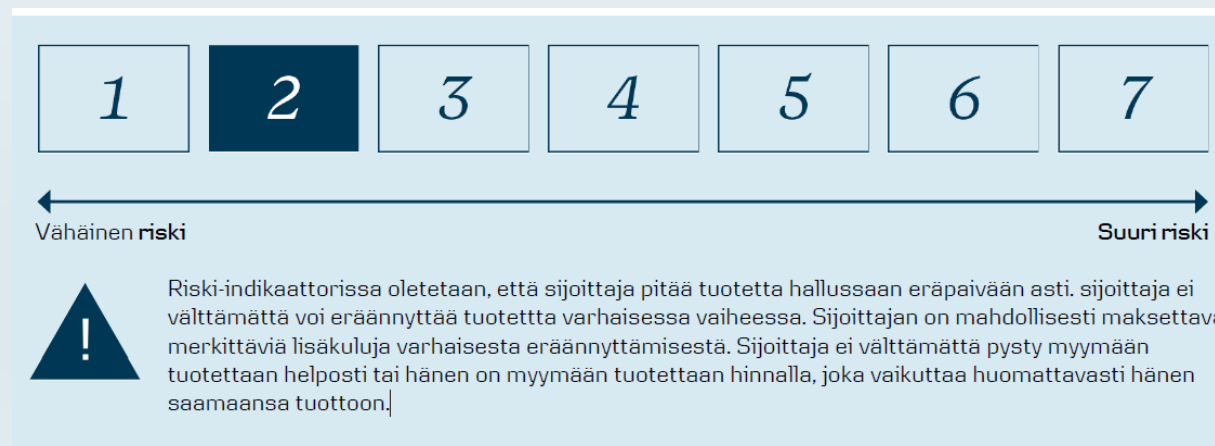 1 2 3 4 5 6 7
Vähäinen riski Suuri riski
Riski-indikaattorissa oletetaan, että sijoittaja pitää tuotetta hallussaan eräpaivään asti. sijoittaja ei
välttämättä voi eräännyttää tuotettta varhaisessa vaiheessa. Sijoittajan on mahdollisesti maksettava
merkittäviä lisäkuluja varhaisesta eräännyttämisestä. Sijoittaja ei välttämättä pysty myymään
tuotettaan helposti tai hänen on myymään tuotettaan hinnalla, joka vaikuttaa huomattavasti hänen
saamaansa tuottoon.